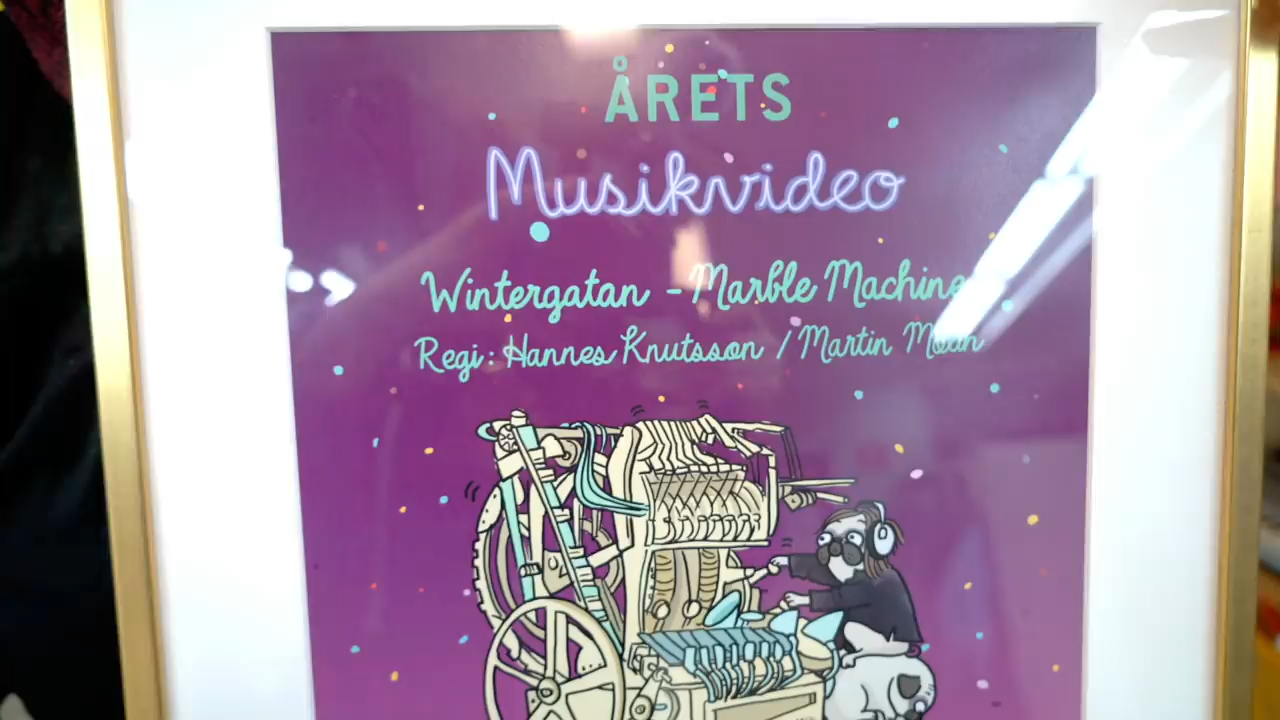 ÅRETS
Musikvideo
Wintergatan - Marble Machine
Regi: Hannes Knutsson / Martin